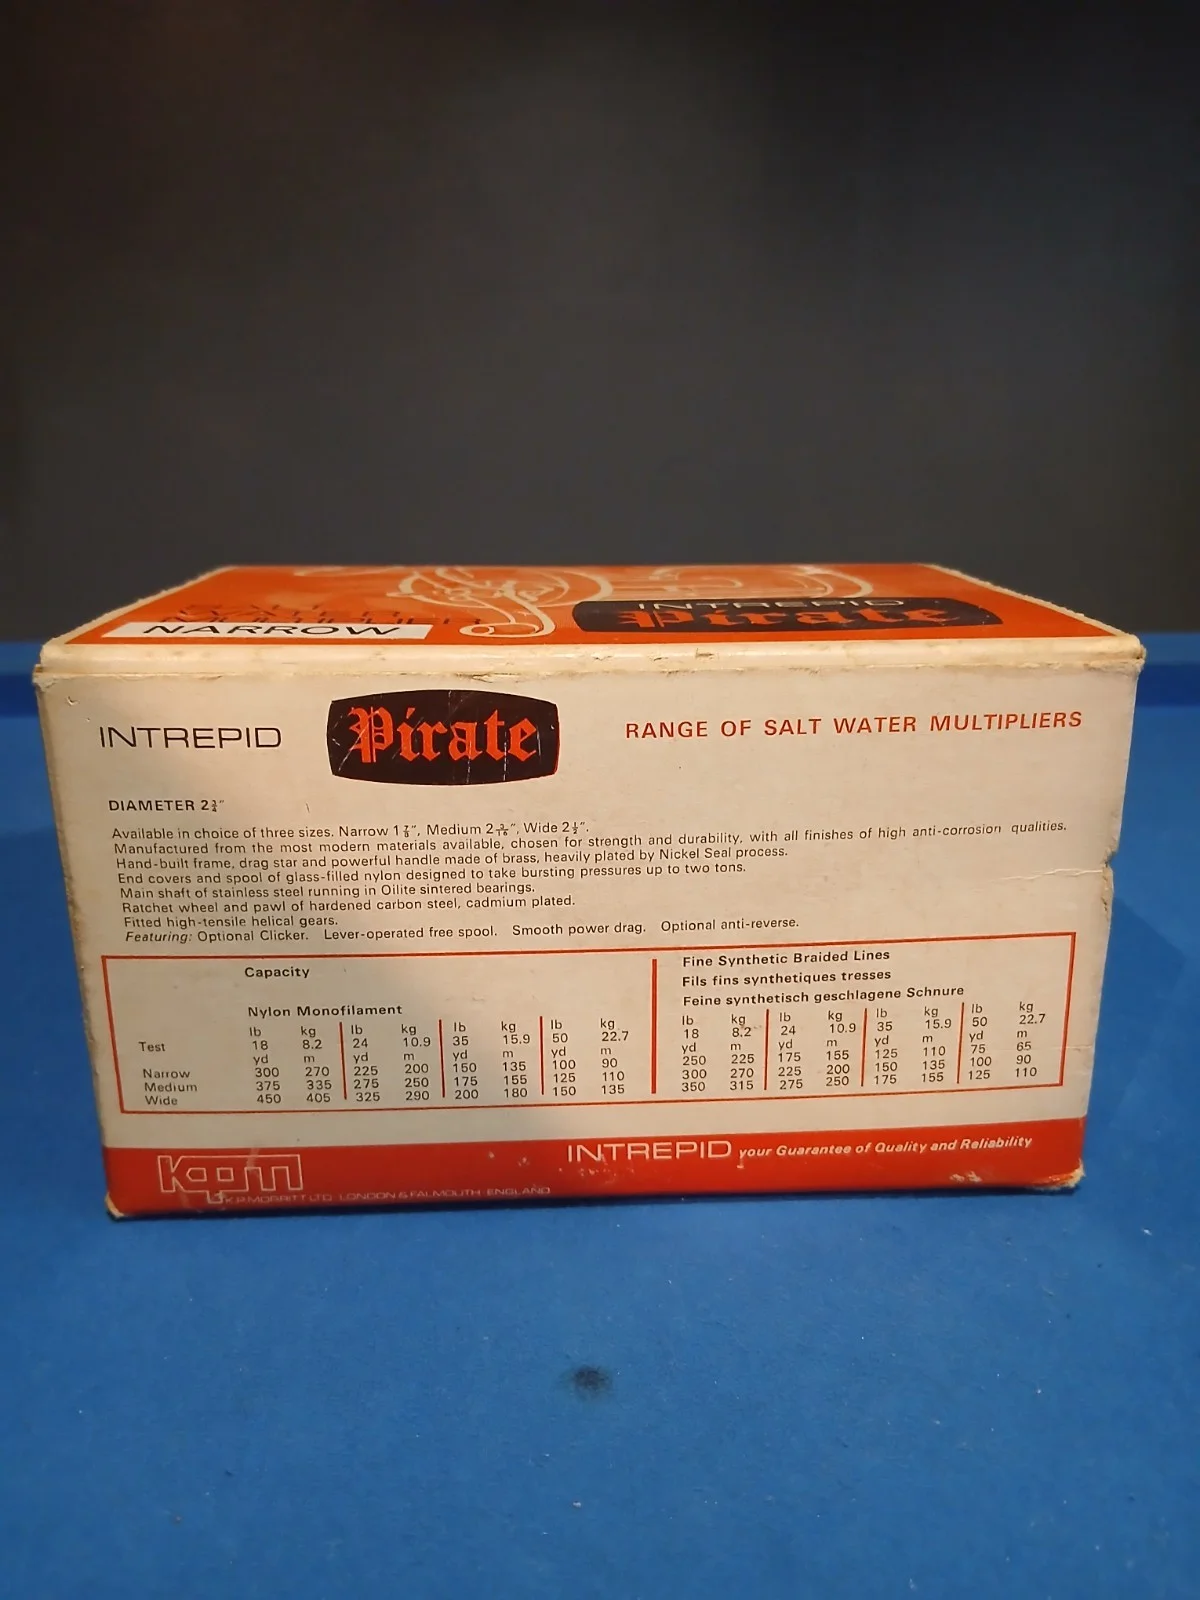 INTREPID
Pirate
NARROW
INTREPID Pirate RANGE OF SALT WATER MULTIPLIERS
DIAMETER 2¾″
Available in choice of three sizes. Narrow 1⅞″, Medium 2 3/16″, Wide 2½″.
Manufactured from the most modern materials available, chosen for strength and durability, with all finishes of high anti-corrosion qualities.
Hand-built frame, drag star and powerful handle made of brass, heavily plated by Nickel Seal process.
End covers and spool of glass-filled nylon designed to take bursting pressures up to two tons.
Main shaft of stainless steel running in Oilite sintered bearings.
Ratchet wheel and pawl of hardened carbon steel, cadmium plated.
Fitted high-tensile helical gears.
Featuring: Optional Clicker. Lever-operated free spool. Smooth power drag. Optional anti-reverse.
Capacity
Fine Synthetic Braided Lines
Fils fins synthetiques tresses
Feine synthetisch geschlagene Schnure
Nylon Monofilament
lb kg lb kg lb kg lb kg lb kg lb kg lb kg lb kg
Test 18 8.2 24 10.9 35 15.9 50 22.7 18 8.2 24 10.9 35 15.9 50 22.7
yd m yd m yd m yd m yd m yd m yd m yd m
Narrow 300 270 225 200 150 135 100 90 250 225 175 155 125 110 75 65
Medium 375 335 275 250 175 155 125 110 300 270 225 200 150 135 100 90
Wide 450 405 325 290 200 180 150 135 350 315 275 250 175 155 125 110
INTREPID your Guarantee of Quality and Reliability
kpm
K.P. MORRITT LTD. LONDON & FALMOUTH ENGLAND